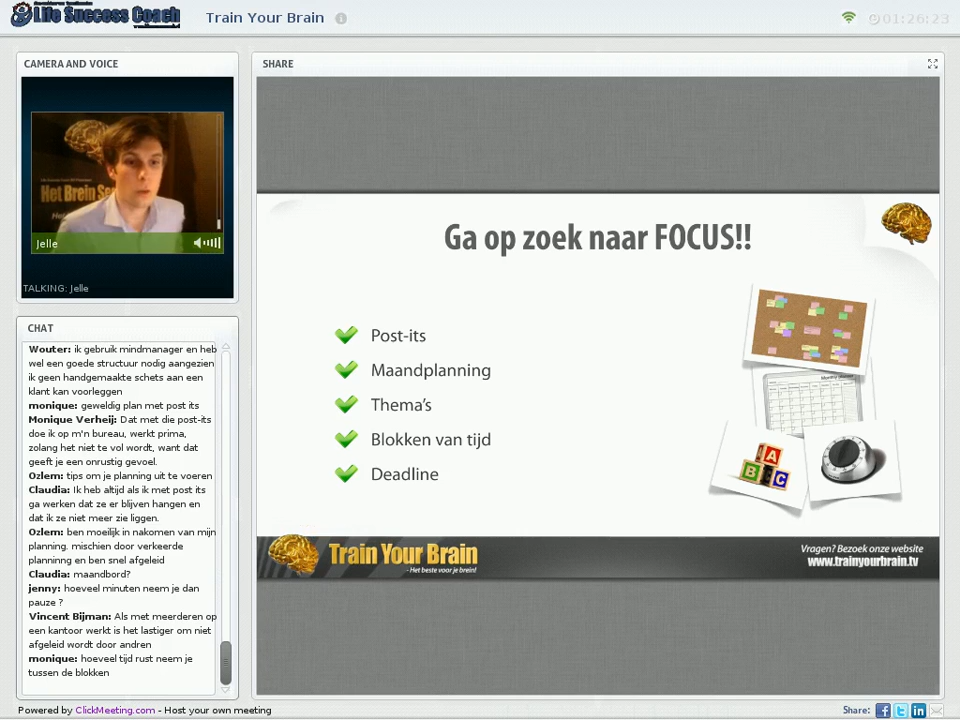 Life Success Coach
Train Your Brain
01:26:23
CAMERA AND VOICE
SHARE
Het Brein Se
Jelle
TALKING: Jelle
CHAT
Wouter: ik gebruik mindmanager en heb
wel een goede structuur nodig aangezien
ik geen handgemaakte schets aan een
klant kan voorleggen
monique: geweldig plan met post its
Monique Verheij: Dat met die post-its
doe ik op m'n bureau, werkt prima,
zolang het niet te vol wordt, want dat
geeft je een onrustig gevoel.
Ozlem: tips om je planning uit te voeren
Claudia: Ik heb altijd als ik met post its
ga werken dat ze er blijven hangen en
dat ik ze niet meer zie liggen.
Ozlem: ben moeilijk in nakomen van mijn
planning. mischien door verkeerde
planninng en ben snel afgeleid
Claudia: maandbord?
jenny: hoeveel minuten neem je dan
pauze ?
Vincent Bijman: Als met meerderen op
een kantoor werkt is het lastiger om niet
afgeleid wordt door andren
monique: hoeveel tijd rust neem je
tussen de blokken
Ga op zoek naar FOCUS!!
Post-its
Maandplanning
Thema's
Blokken van tijd
Deadline
A
B
C
Train Your Brain
- Het beste voor je brein!
Vragen? Bezoek onze website
www.trainyourbrain.tv
Powered by ClickMeeting.com - Host your own meeting
Share: